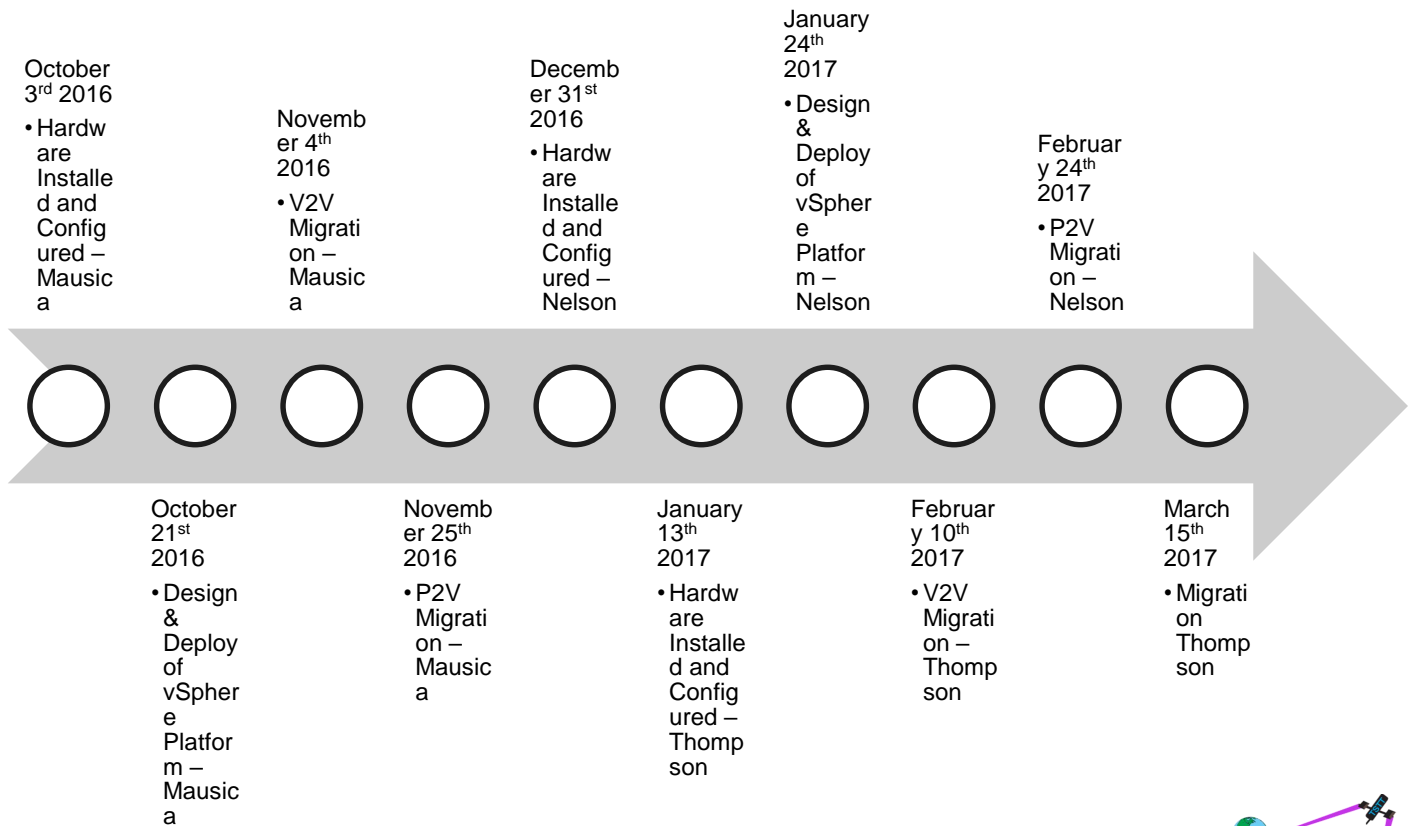 October
3rd 2016
• Hardw
are
Installe
d and
Config
ured –
Mausic
a
October
21st
2016
• Design
&
Deploy
of
vSpher
e
Platfor
m –
Mausic
a
Novemb
er 4th
2016
• V2V
Migrati
on –
Mausic
a
Novemb
er 25th
2016
• P2V
Migrati
on –
Mausic
a
Decemb
er 31st
2016
• Hardw
are
Installe
d and
Config
ured –
Nelson
January
13th
2017
• Hardw
are
Installe
d and
Config
ured –
Thomp
son
January
24th
2017
• Design
&
Deploy
of
vSpher
e
Platfor
m –
Nelson
Februar
y 10th
2017
• V2V
Migrati
on –
Thomp
son
Februar
y 24th
2017
• P2V
Migrati
on –
Nelson
March
15th
2017
• Migrati
on
Thomp
son